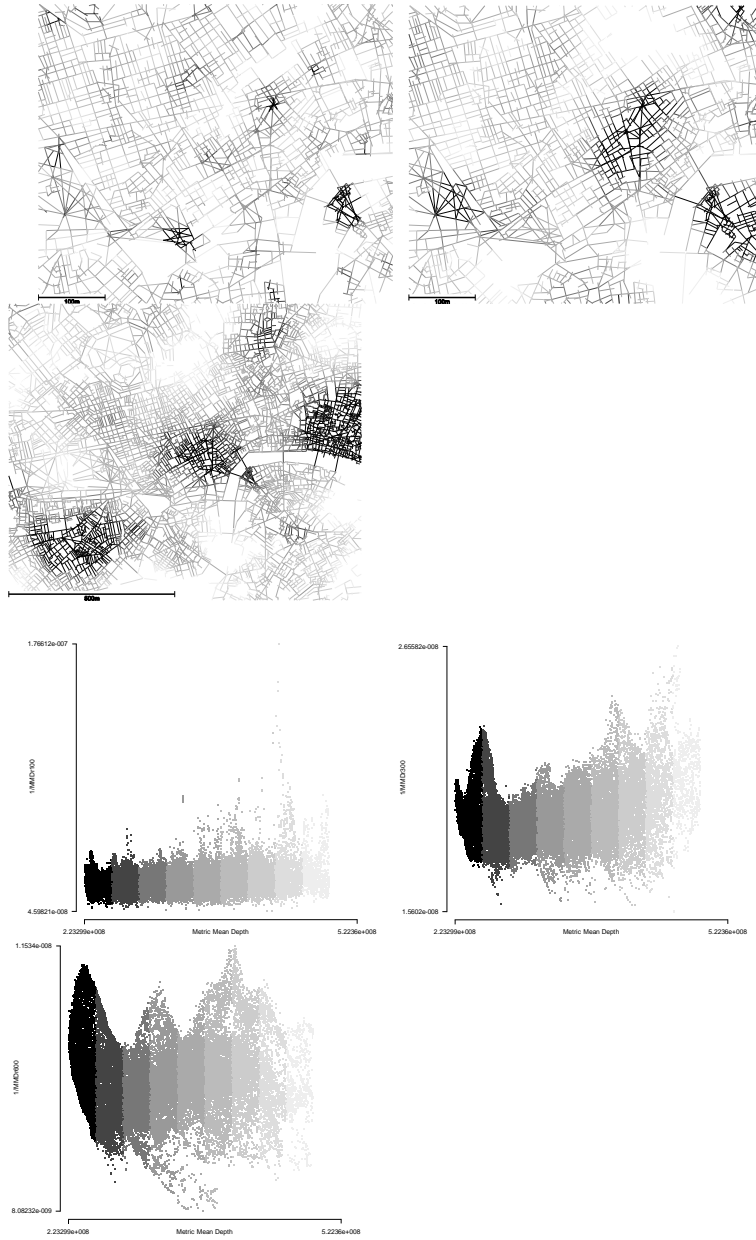 100m
100m
500m
1.76612e-007
1/MMDr100
4.59821e-008
2.23299e+008
Metric Mean Depth
5.2236e+008
2.65582e-008
1/MMDr300
1.5602e-008
2.23299e+008
Metric Mean Depth
5.2236e+008
1.1534e-008
1/MMDr600
8.08232e-009
2.23299e+008
Metric Mean Depth
5.2236e+008